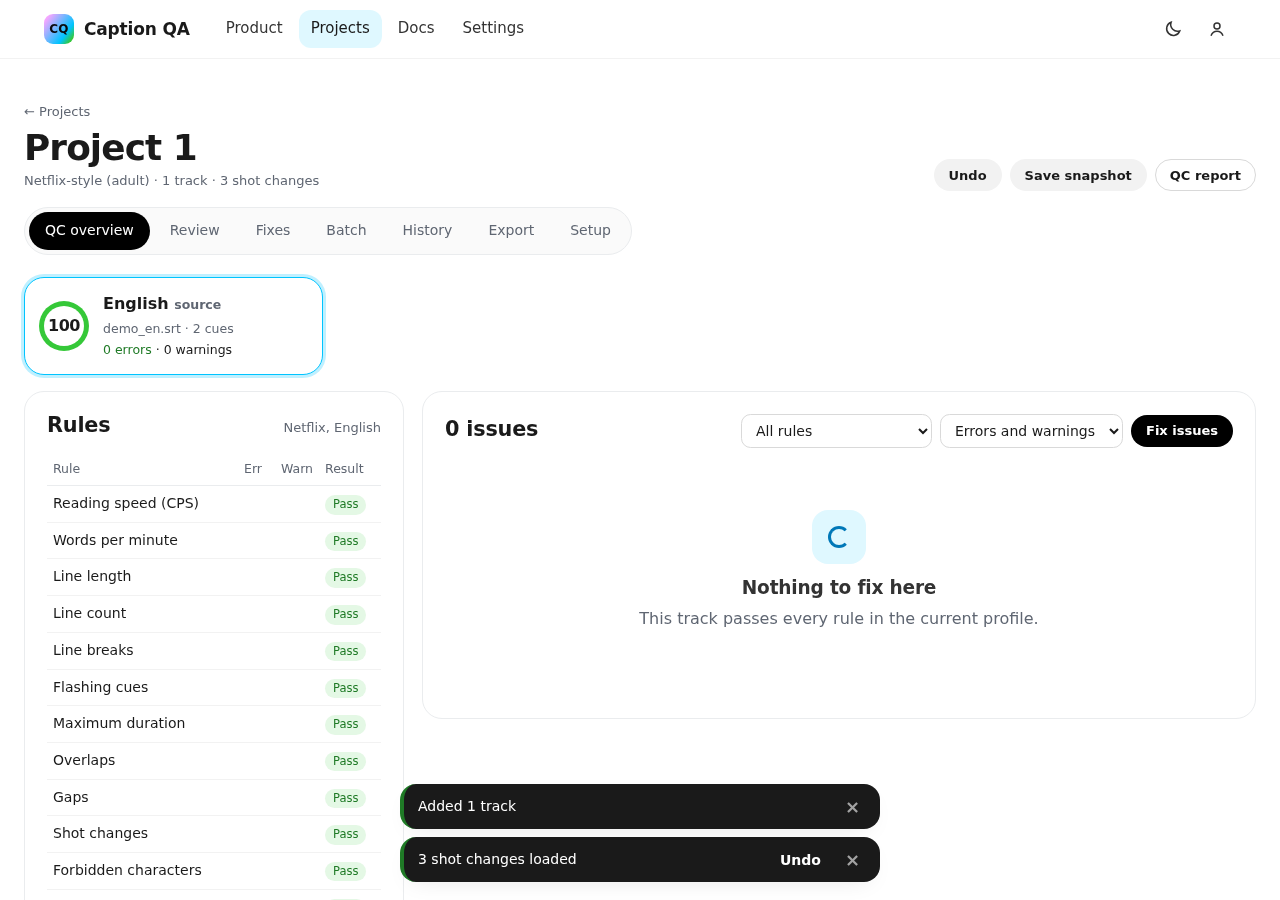 CQ Caption QA Product Projects Docs Settings
← Projects
Project 1
Netflix-style (adult) · 1 track · 3 shot changes
Undo Save snapshot QC report
QC overview Review Fixes Batch History Export Setup
100
English source
demo_en.srt · 2 cues
0 errors · 0 warnings
Rules Netflix, English
Rule Err Warn Result
Reading speed (CPS) Pass
Words per minute Pass
Line length Pass
Line count Pass
Line breaks Pass
Flashing cues Pass
Maximum duration Pass
Overlaps Pass
Gaps Pass
Shot changes Pass
Forbidden characters Pass
0 issues All rules Errors and warnings Fix issues
Nothing to fix here
This track passes every rule in the current profile.
Added 1 track ×
3 shot changes loaded Undo ×